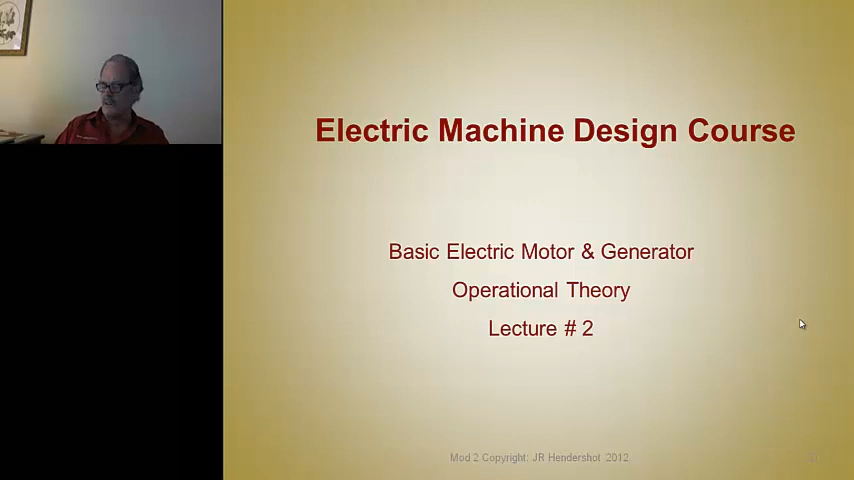 Electric Machine Design Course
Basic Electric Motor & Generator
Operational Theory
Lecture # 2
Mod 2 Copyright: JR Hendershot 2012